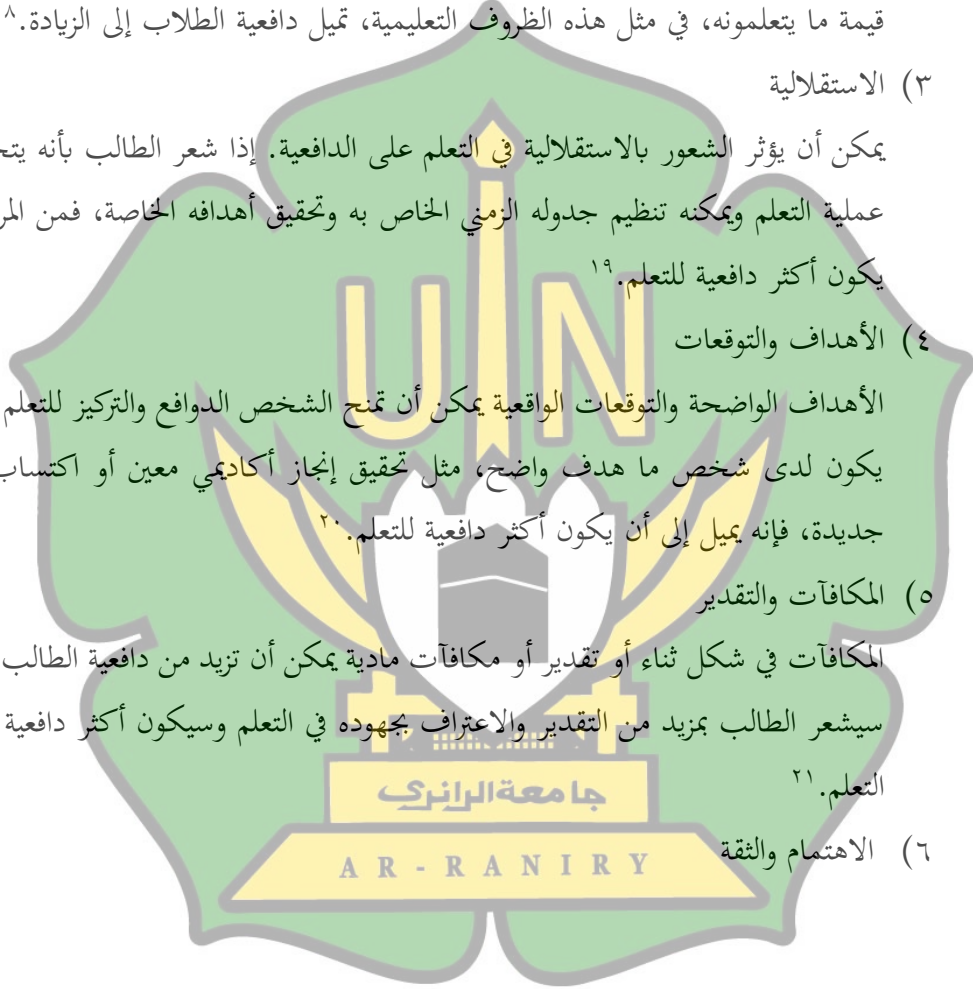 قيمة ما يتعلمونه، في مثل هذه الظروف التعليمية، تميل دافعية الطلاب إلى الزيادة.٨
٣) الاستقلالية
يمكن أن يؤثر الشعور بالاستقلالية في التعلم على الدافعية. إذا شعر الطالب بأنه
عملية التعلم ويمكنه تنظيم جدوله الزمني الخاص به وتحقيق أهدافه الخاصة، فمن
يكون أكثر دافعية للتعلم.١٩
٤) الأهداف والتوقعات
الأهداف الواضحة والتوقعات الواقعية يمكن أن تمنح الشخص الدوافع والتركيز للتعلم
يكون لدى شخص ما هدف واضح، مثل تحقيق إنجاز أكاديمي معين أو اكتساب
جديدة، فإنه يميل إلى أن يكون أكثر دافعية للتعلم.٢٠
٥) المكافآت والتقدير
المكافآت في شكل ثناء أو تقدير أو مكافآت مادية يمكن أن تزيد من دافعية الطالب
سيشعر الطالب بمزيد من التقدير والاعتراف بجهوده في التعلم وسيكون أكثر دافعية
التعلم.٢١
٦) الاهتمام والثقة
UIN
جامعة الرانري
AR-RANIRY